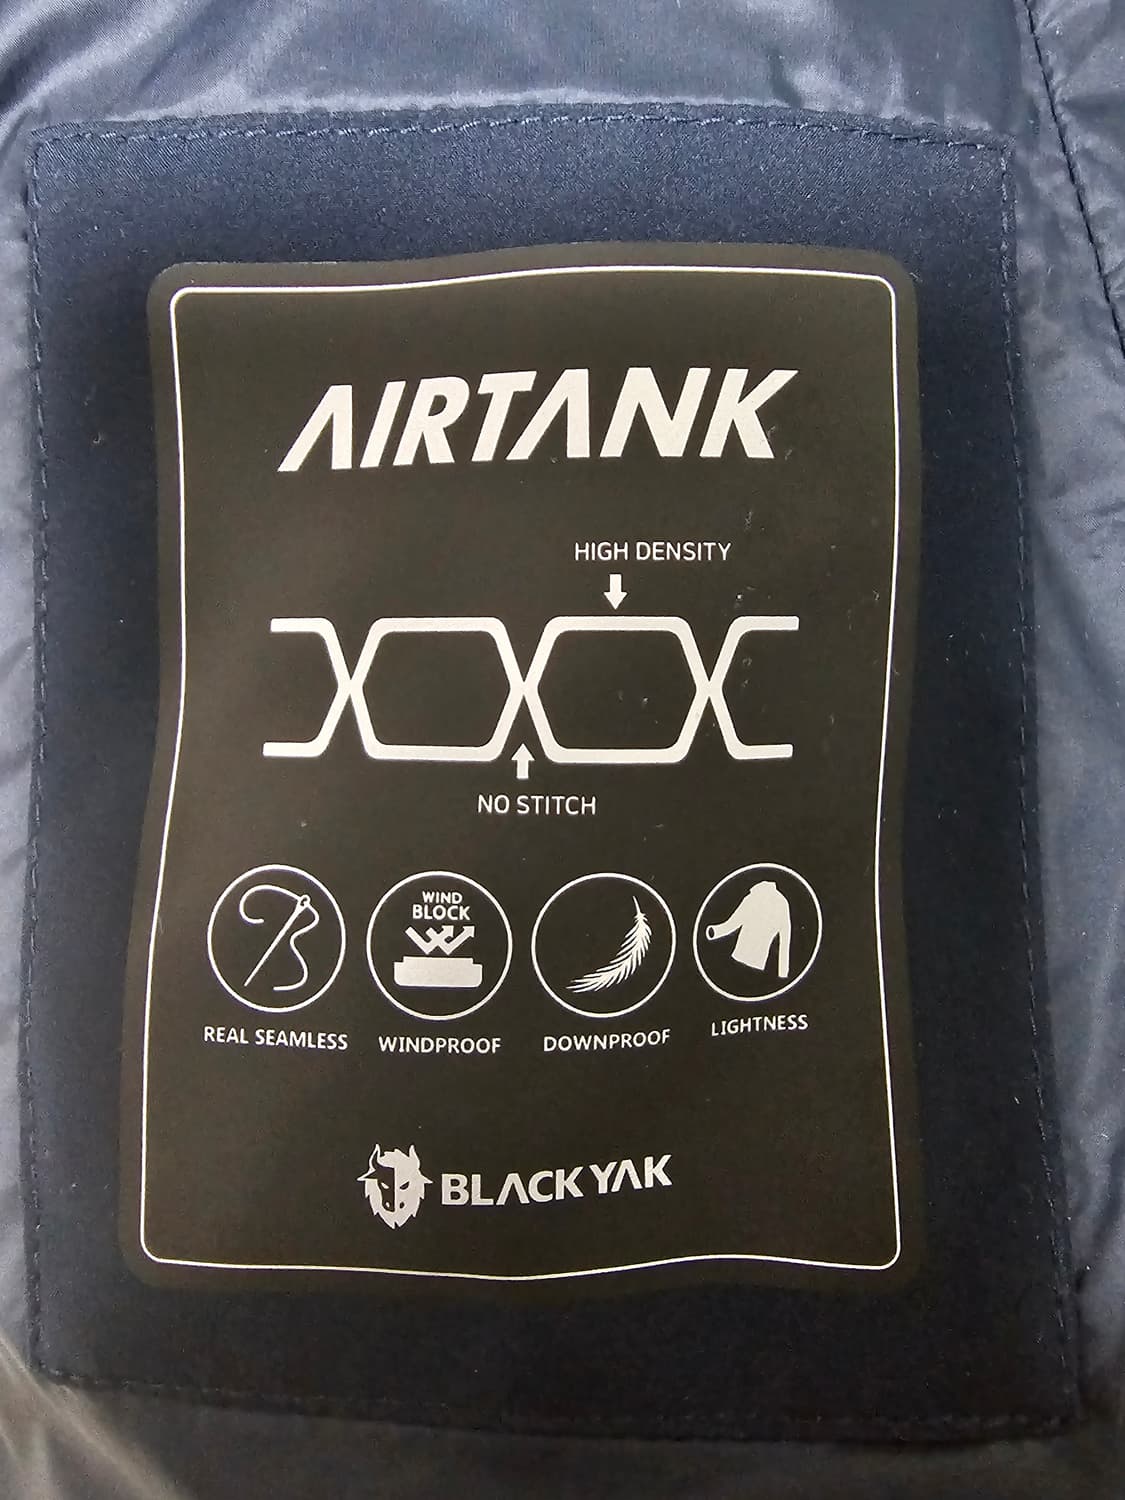 AIRTANK
HIGH DENSITY
NO STITCH
WIND
BLOCK
REAL SEAMLESS
WINDPROOF
DOWNPROOF
LIGHTNESS
BLACKYAK